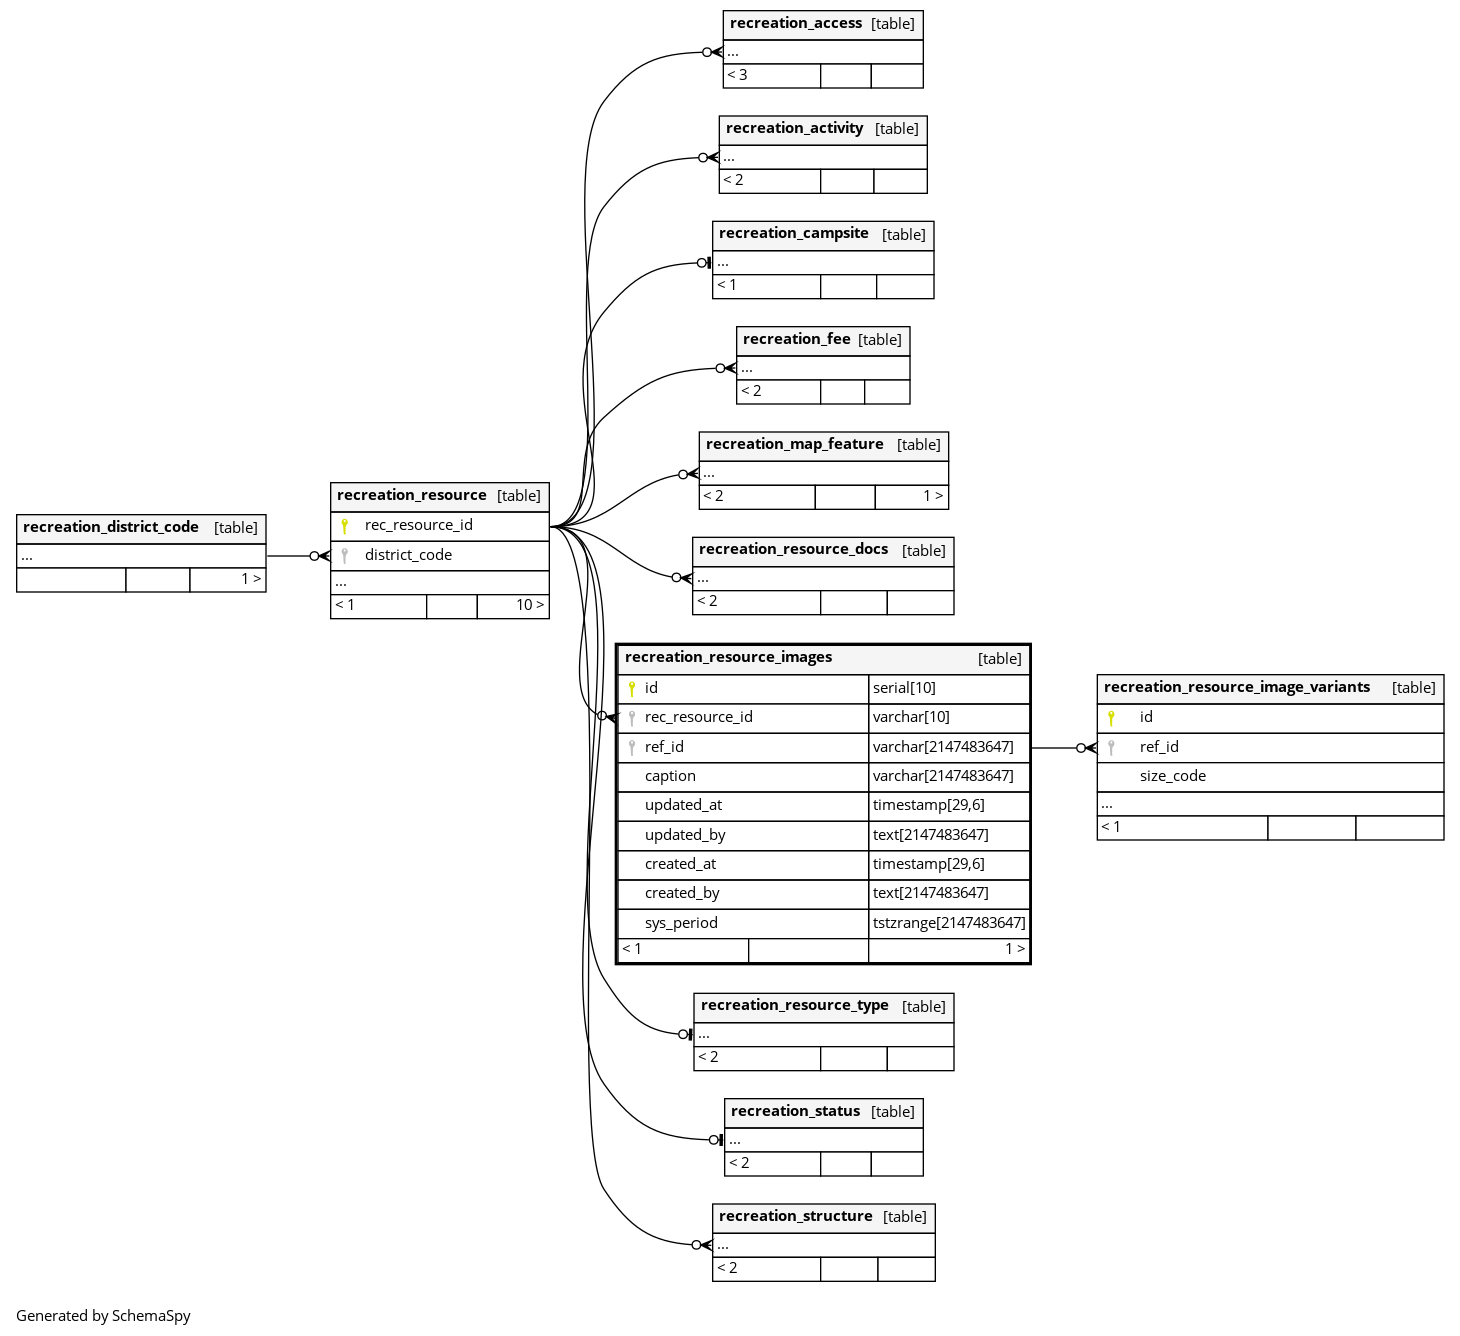 recreation_access [table]
...
< 3
recreation_activity [table]
...
< 2
recreation_campsite [table]
...
< 1
recreation_fee [table]
...
< 2
recreation_map_feature [table]
...
< 2 1 >
recreation_resource [table]
rec_resource_id
district_code
...
< 1 10 >
recreation_district_code [table]
...
1 >
recreation_resource_docs [table]
...
< 2
recreation_resource_images [table]
id serial[10]
rec_resource_id varchar[10]
ref_id varchar[2147483647]
caption varchar[2147483647]
updated_at timestamp[29,6]
updated_by text[2147483647]
created_at timestamp[29,6]
created_by text[2147483647]
sys_period tstzrange[2147483647]
< 1 1 >
recreation_resource_image_variants [table]
id
ref_id
size_code
...
< 1
recreation_resource_type [table]
...
< 2
recreation_status [table]
...
< 2
recreation_structure [table]
...
< 2
Generated by SchemaSpy